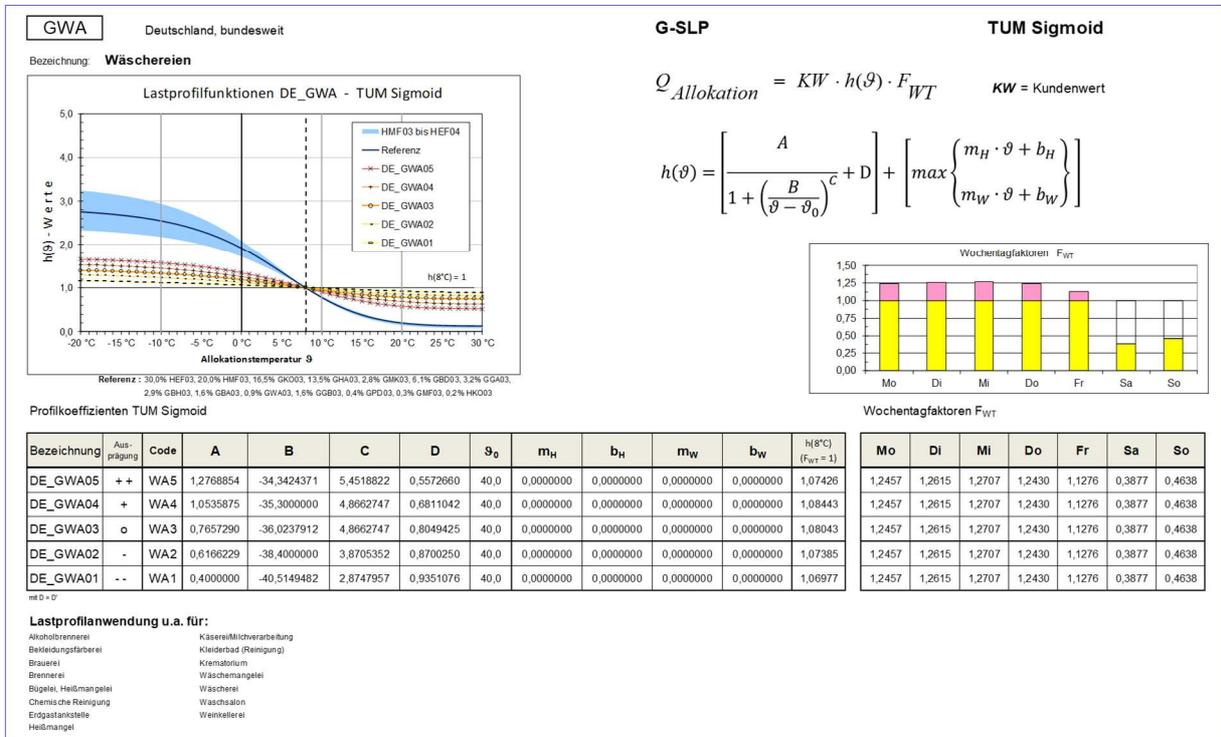 GWA
Deutschland, bundesweit
G-SLP
TUM Sigmoid
Bezeichnung: Wäschereien
Q Allokation = KW · h(ϑ) · F WT
KW = Kundenwert
h(ϑ) = [ A / (1 + (B / (ϑ − ϑ0))^C) + D ] + [ max { mH · ϑ + bH
mW · ϑ + bW } ]
Lastprofilfunktionen DE_GWA - TUM Sigmoid
h(ϑ) - Werte
5,0
4,0
3,0
2,0
1,0
0,0
HMF03 bis HEF04
Referenz
DE_GWA05
DE_GWA04
DE_GWA03
DE_GWA02
DE_GWA01
h(8°C) = 1
-20 °C -15 °C -10 °C -5 °C 0 °C 5 °C 10 °C 15 °C 20 °C 25 °C 30 °C
Allokationstemperatur ϑ
Referenz : 30,0% HEF03, 20,0% HMF03, 16,5% GKO03, 13,5% GHA03, 2,8% GMK03, 6,1% GBD03, 3,2% GGA03,
2,9% GBH03, 1,6% GBA03, 0,9% GWA03, 1,6% GGB03, 0,4% GPD03, 0,3% GMF03, 0,2% HKO03
Wochentagfaktoren FWT
1,50
1,25
1,00
0,75
0,50
0,25
0,00
Mo Di Mi Do Fr Sa So
Profilkoeffizienten TUM Sigmoid
Bezeichnung Aus-prägung Code A B C D ϑ0 mH bH mW bW h(8°C) (FWT = 1)
DE_GWA05 ++ WA5 1,2768854 -34,3424371 5,4518822 0,5572660 40,0 0,0000000 0,0000000 0,0000000 0,0000000 1,07426
DE_GWA04 + WA4 1,0535875 -35,3000000 4,8662747 0,6811042 40,0 0,0000000 0,0000000 0,0000000 0,0000000 1,08443
DE_GWA03 o WA3 0,7657290 -36,0237912 4,8662747 0,8049425 40,0 0,0000000 0,0000000 0,0000000 0,0000000 1,08043
DE_GWA02 - WA2 0,6166229 -38,4000000 3,8705352 0,8700250 40,0 0,0000000 0,0000000 0,0000000 0,0000000 1,07385
DE_GWA01 -- WA1 0,4000000 -40,5149482 2,8747957 0,9351076 40,0 0,0000000 0,0000000 0,0000000 0,0000000 1,06977
mit D = D'
Wochentagfaktoren FWT
Mo Di Mi Do Fr Sa So
1,2457 1,2615 1,2707 1,2430 1,1276 0,3877 0,4638
1,2457 1,2615 1,2707 1,2430 1,1276 0,3877 0,4638
1,2457 1,2615 1,2707 1,2430 1,1276 0,3877 0,4638
1,2457 1,2615 1,2707 1,2430 1,1276 0,3877 0,4638
1,2457 1,2615 1,2707 1,2430 1,1276 0,3877 0,4638
Lastprofilanwendung u.a. für:
Alkoholbrennerei
Bekleidungsfärberei
Brauerei
Brennerei
Bügelei, Heißmangelei
Chemische Reinigung
Erdgastankstelle
Heißmangel
Käserei/Milchverarbeitung
Kleiderbad (Reinigung)
Krematorium
Wäschemangelei
Wäscherei
Waschsalon
Weinkellerei